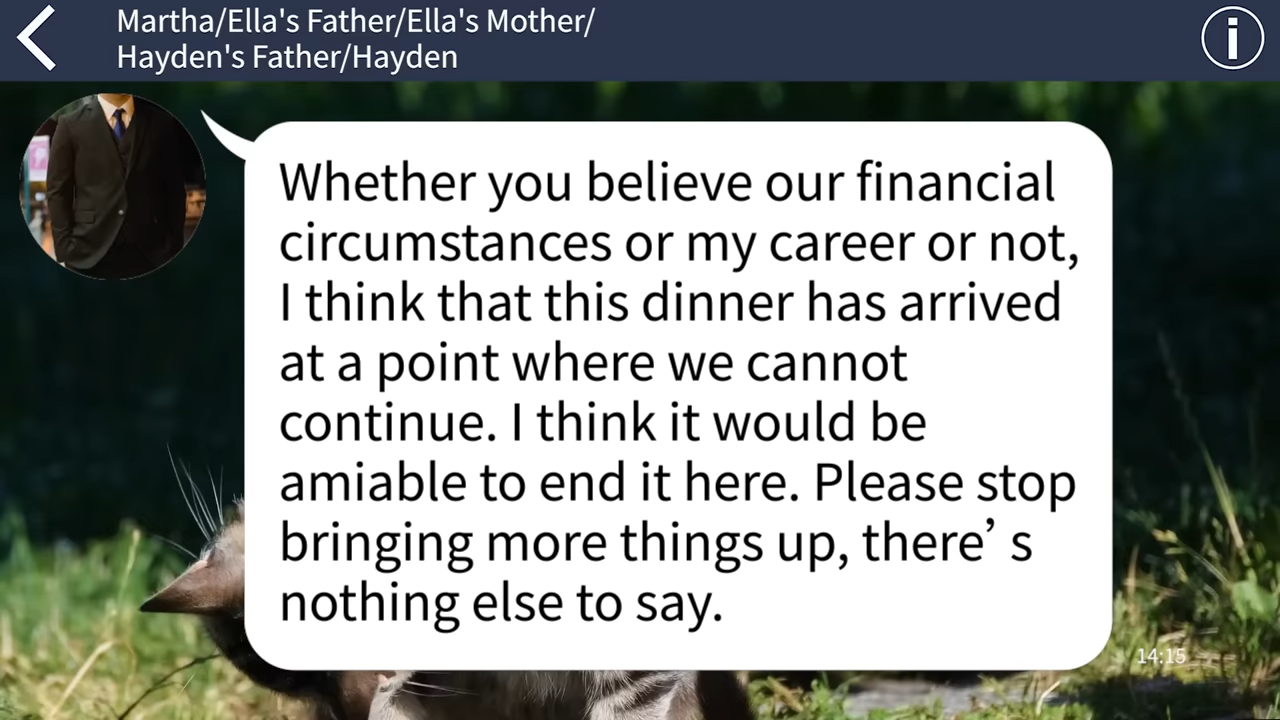 Martha/Ella's Father/Ella's Mother/
Hayden's Father/Hayden
Whether you believe our financial
circumstances or my career or not,
I think that this dinner has arrived
at a point where we cannot
continue. I think it would be
amiable to end it here. Please stop
bringing more things up, there’s
nothing else to say.
14:15